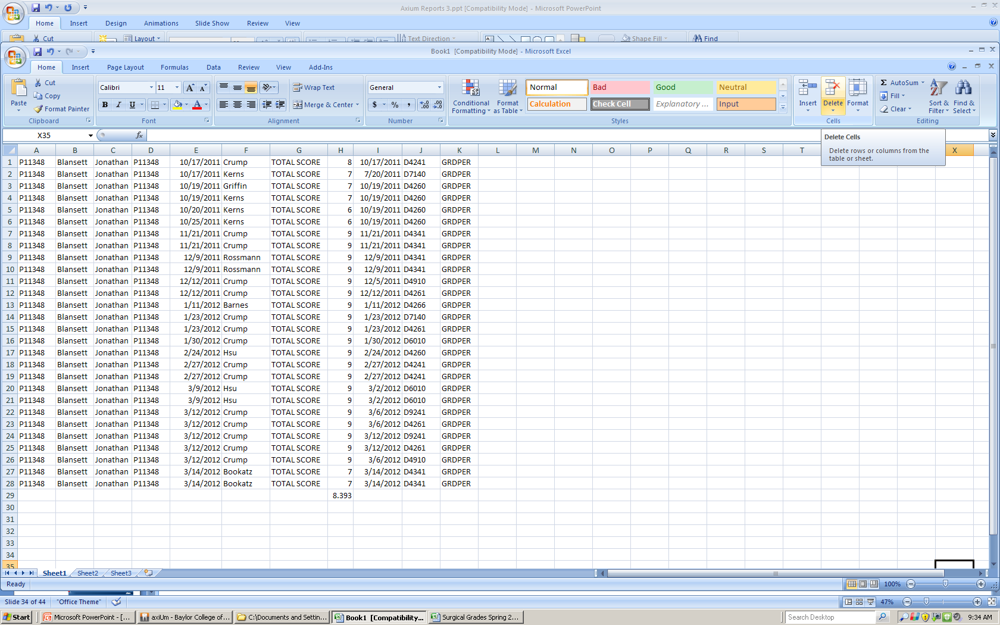 Axium Reports 3.ppt [Compatibility Mode] - Microsoft PowerPoint
Home Insert Design Animations Slide Show Review View
Cut Layout Text Direction Shape Fill Find
Book1 [Compatibility Mode] - Microsoft Excel
Home Insert Page Layout Formulas Data Review View Add-Ins
Paste Cut Copy Format Painter Clipboard
Calibri 11 A A B I U A Font
Wrap Text Merge & Center Alignment
General $ % , .00 .00 Number
Conditional Formatting Format as Table Normal Bad Good Neutral Calculation Check Cell Explanatory ... Input Styles
Insert Delete Format Cells
Σ AutoSum Fill Clear Sort & Filter Find & Select Editing
X35 fx
Delete Cells
Delete rows or columns from the
table or sheet.
A B C D E F G H I J K L M N O P Q R S T X
1 P11348 Blansett Jonathan P11348 10/17/2011 Crump TOTAL SCORE 8 10/17/2011 D4241 GRDPER
2 P11348 Blansett Jonathan P11348 10/17/2011 Kerns TOTAL SCORE 7 7/20/2011 D7140 GRDPER
3 P11348 Blansett Jonathan P11348 10/19/2011 Griffin TOTAL SCORE 7 10/19/2011 D4260 GRDPER
4 P11348 Blansett Jonathan P11348 10/19/2011 Kerns TOTAL SCORE 7 10/19/2011 D4260 GRDPER
5 P11348 Blansett Jonathan P11348 10/20/2011 Kerns TOTAL SCORE 6 10/19/2011 D4260 GRDPER
6 P11348 Blansett Jonathan P11348 10/25/2011 Kerns TOTAL SCORE 6 10/19/2011 D4260 GRDPER
7 P11348 Blansett Jonathan P11348 11/21/2011 Crump TOTAL SCORE 9 11/21/2011 D4341 GRDPER
8 P11348 Blansett Jonathan P11348 11/21/2011 Crump TOTAL SCORE 9 11/21/2011 D4341 GRDPER
9 P11348 Blansett Jonathan P11348 12/9/2011 Rossmann TOTAL SCORE 9 12/9/2011 D4341 GRDPER
10 P11348 Blansett Jonathan P11348 12/9/2011 Rossmann TOTAL SCORE 9 12/9/2011 D4341 GRDPER
11 P11348 Blansett Jonathan P11348 12/12/2011 Crump TOTAL SCORE 9 12/5/2011 D4910 GRDPER
12 P11348 Blansett Jonathan P11348 12/12/2011 Crump TOTAL SCORE 9 12/12/2011 D4261 GRDPER
13 P11348 Blansett Jonathan P11348 1/11/2012 Barnes TOTAL SCORE 9 1/11/2012 D4266 GRDPER
14 P11348 Blansett Jonathan P11348 1/23/2012 Crump TOTAL SCORE 9 1/23/2012 D7140 GRDPER
15 P11348 Blansett Jonathan P11348 1/23/2012 Crump TOTAL SCORE 9 1/23/2012 D4261 GRDPER
16 P11348 Blansett Jonathan P11348 1/30/2012 Crump TOTAL SCORE 9 1/30/2012 D6010 GRDPER
17 P11348 Blansett Jonathan P11348 2/24/2012 Hsu TOTAL SCORE 9 2/24/2012 D4260 GRDPER
18 P11348 Blansett Jonathan P11348 2/27/2012 Crump TOTAL SCORE 9 2/27/2012 D4241 GRDPER
19 P11348 Blansett Jonathan P11348 2/27/2012 Crump TOTAL SCORE 9 2/27/2012 D4241 GRDPER
20 P11348 Blansett Jonathan P11348 3/9/2012 Hsu TOTAL SCORE 9 3/2/2012 D6010 GRDPER
21 P11348 Blansett Jonathan P11348 3/9/2012 Hsu TOTAL SCORE 9 3/2/2012 D6010 GRDPER
22 P11348 Blansett Jonathan P11348 3/12/2012 Crump TOTAL SCORE 9 3/6/2012 D9241 GRDPER
23 P11348 Blansett Jonathan P11348 3/12/2012 Crump TOTAL SCORE 9 3/6/2012 D4261 GRDPER
24 P11348 Blansett Jonathan P11348 3/12/2012 Crump TOTAL SCORE 9 3/12/2012 D9241 GRDPER
25 P11348 Blansett Jonathan P11348 3/12/2012 Crump TOTAL SCORE 9 3/12/2012 D4261 GRDPER
26 P11348 Blansett Jonathan P11348 3/12/2012 Crump TOTAL SCORE 9 3/6/2012 D4910 GRDPER
27 P11348 Blansett Jonathan P11348 3/14/2012 Bookatz TOTAL SCORE 7 3/14/2012 D4341 GRDPER
28 P11348 Blansett Jonathan P11348 3/14/2012 Bookatz TOTAL SCORE 7 3/14/2012 D4341 GRDPER
29 8.393
30
31
32
33
34
35
Sheet1 Sheet2 Sheet3
Ready 100%
Slide 34 of 44 "Office Theme" 47%
Start Microsoft PowerPoint - [... axiUm - Baylor College of... C:\Documents and Settin... Book1 [Compatibility... Surgical Grades Spring 2... Search Desktop 9:34 AM